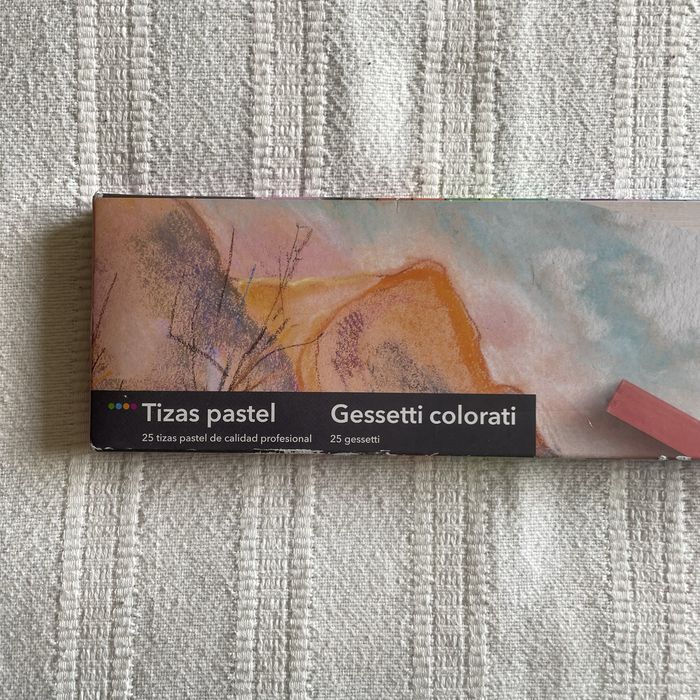 Tizas pastel
25 tizas pastel de calidad profesional
Gessetti colorati
25 gessetti